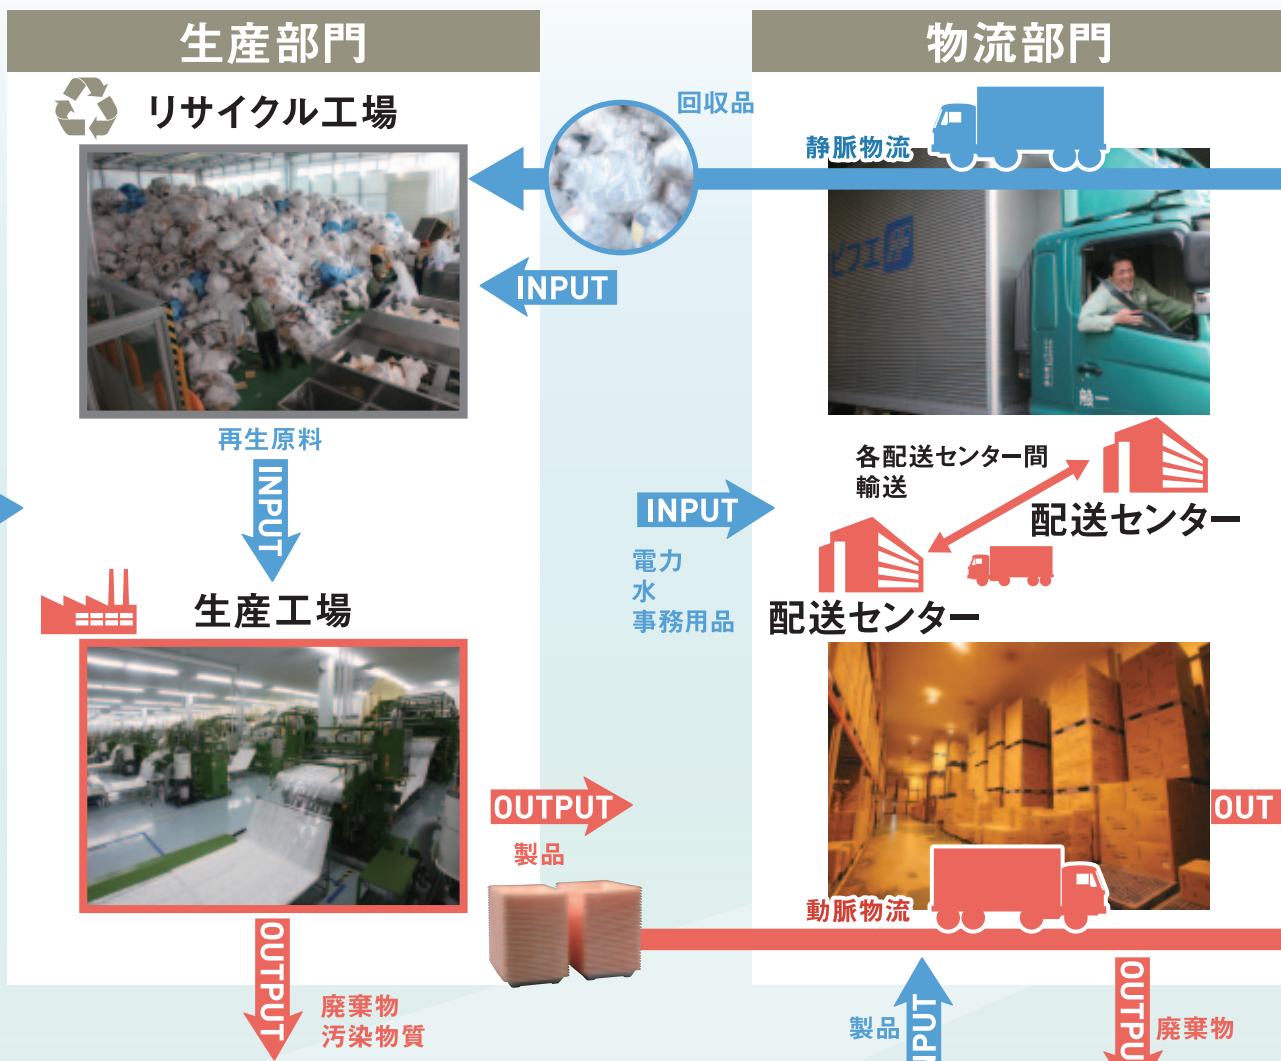 生産部門
リサイクル工場
INPUT
再生原料
INPUT
生産工場
OUTPUT
製品
OUTPUT
廃棄物
汚染物質
回収品
物流部門
静脈物流
ピフエ
各配送センター間
輸送
配送センター
配送センター
INPUT
電力
水
事務用品
動脈物流
OUT
製品
INPUT
OUTPU
廃棄物